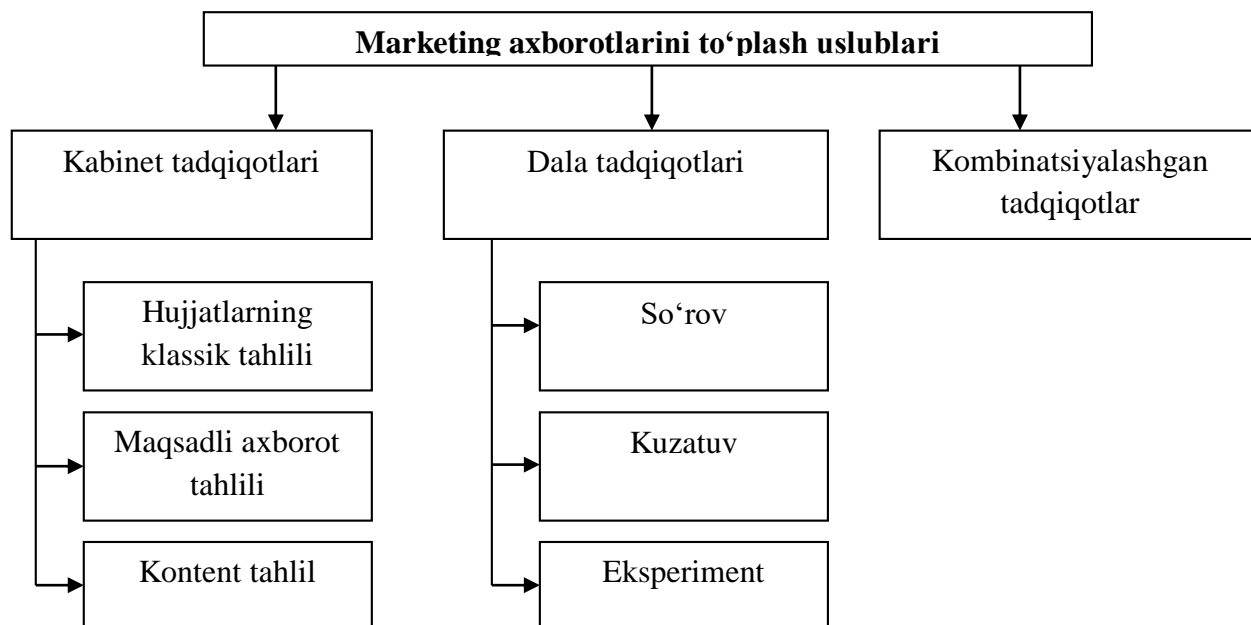 Marketing axborotlarini to‘plash uslublari
Kabinet tadqiqotlari
Dala tadqiqotlari
Kombinatsiyalashgan
tadqiqotlar
Hujjatlarning
klassik tahlili
Maqsadli axborot
tahlili
Kontent tahlil
So‘rov
Kuzatuv
Eksperiment